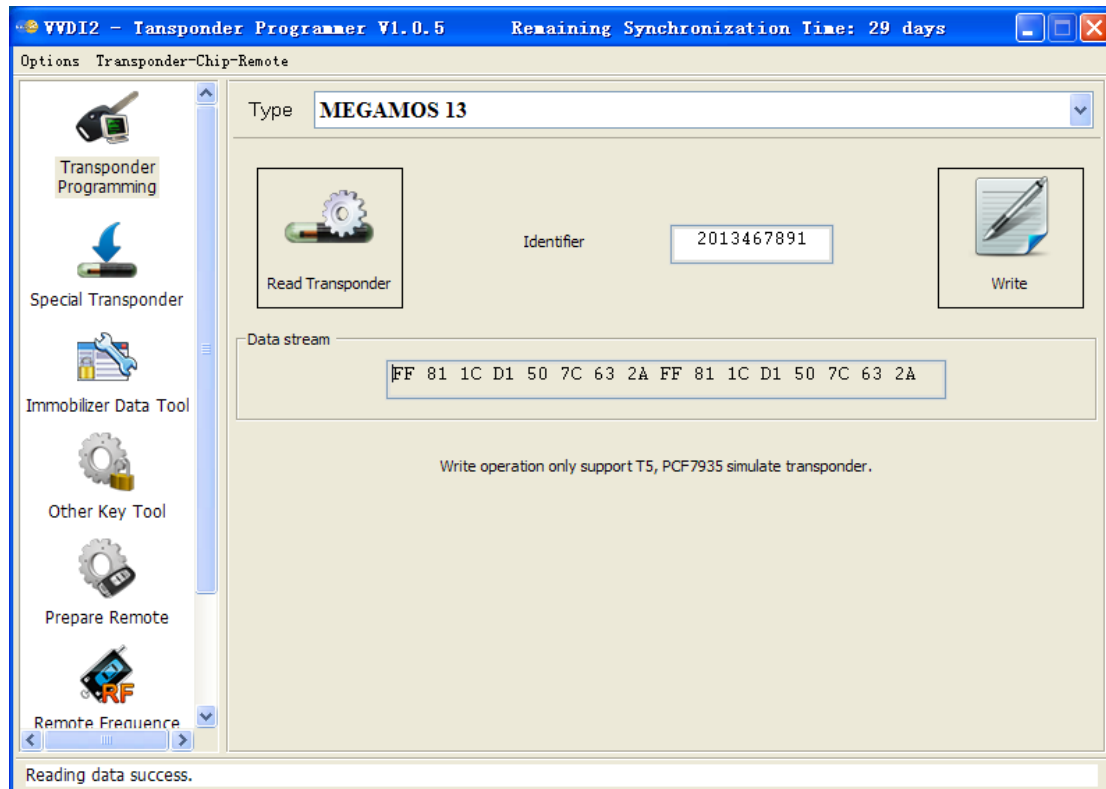 VVDI2 - Tansponder Programmer V1.0.5 Remaining Synchronization Time: 29 days
Options Transponder-Chip-Remote
Transponder
Programming
Special Transponder
Immobilizer Data Tool
Other Key Tool
Prepare Remote
RF
Remote Frequence
Type MEGAMOS 13
Read Transponder
Identifier 2013467891
Write
Data stream
FF 81 1C D1 50 7C 63 2A FF 81 1C D1 50 7C 63 2A
Write operation only support T5, PCF7935 simulate transponder.
Reading data success.